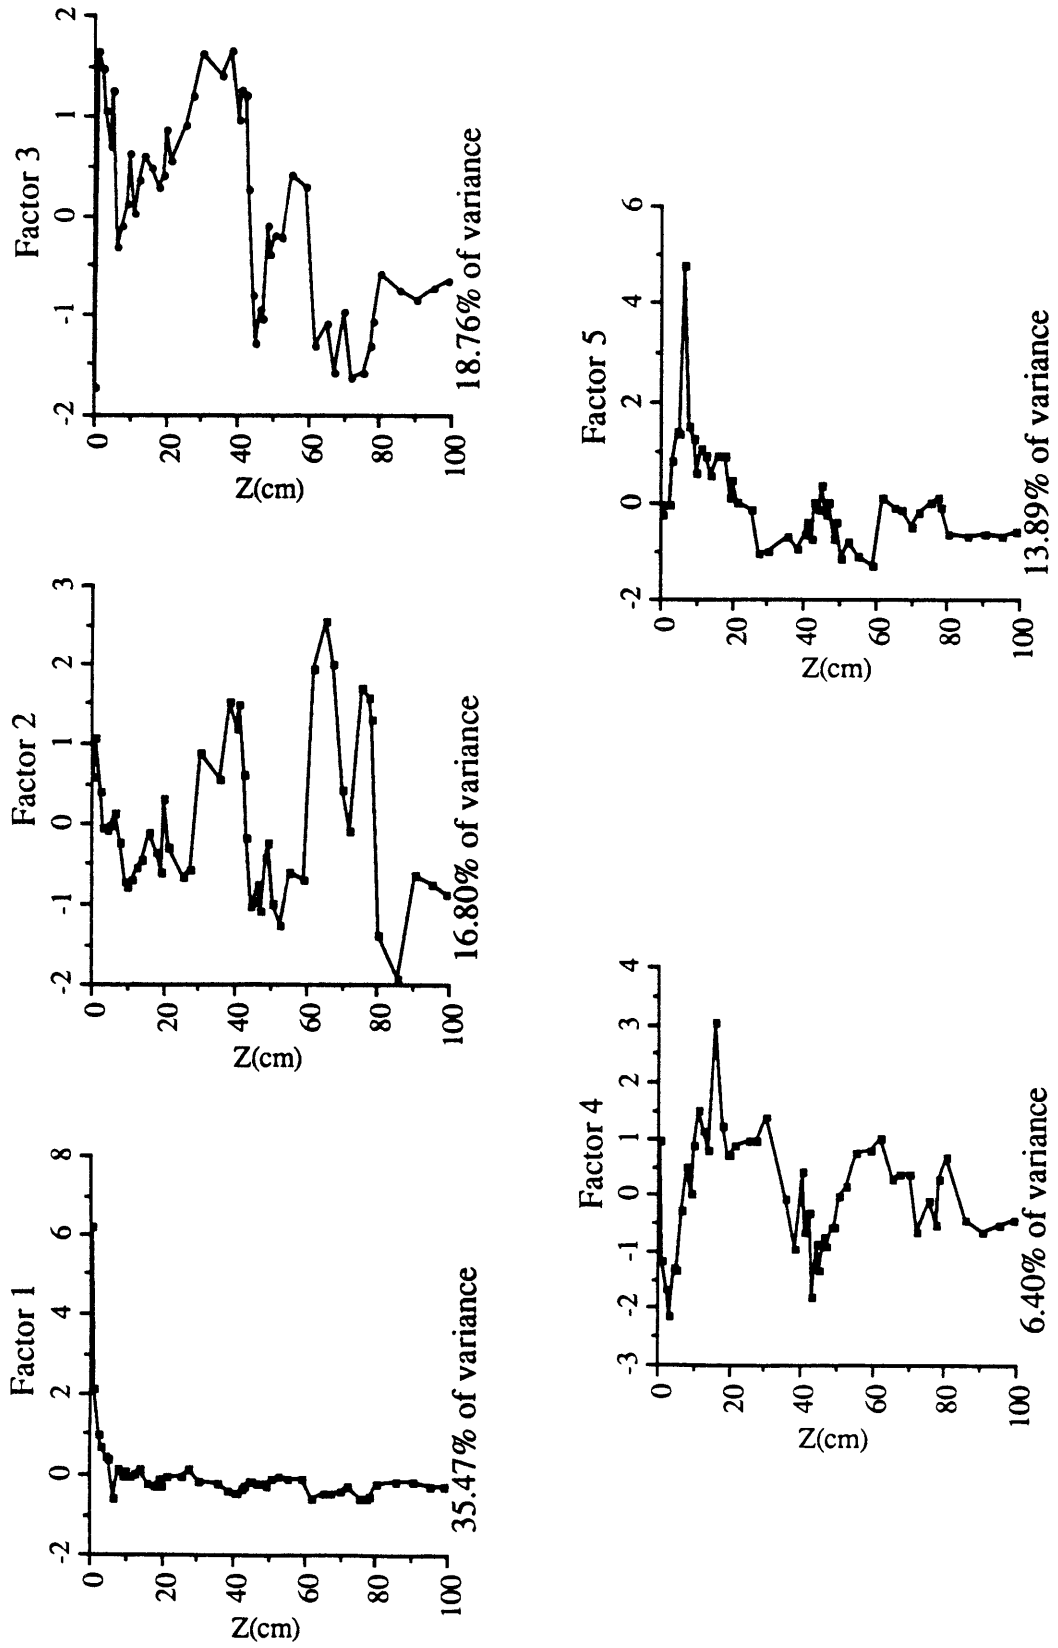 Factor 1
-2 0 2 4 6 8
0 20 40 60 80 100
Z(cm)
35.47% of variance
Factor 2
-2 -1 0 1 2 3
0 20 40 60 80 100
Z(cm)
16.80% of variance
Factor 3
-2 -1 0 1 2
0 20 40 60 80 100
Z(cm)
18.76% of variance
Factor 4
-3 -2 -1 0 1 2 3 4
0 20 40 60 80 100
Z(cm)
6.40% of variance
Factor 5
-2 0 2 4 6
0 20 40 60 80 100
Z(cm)
13.89% of variance